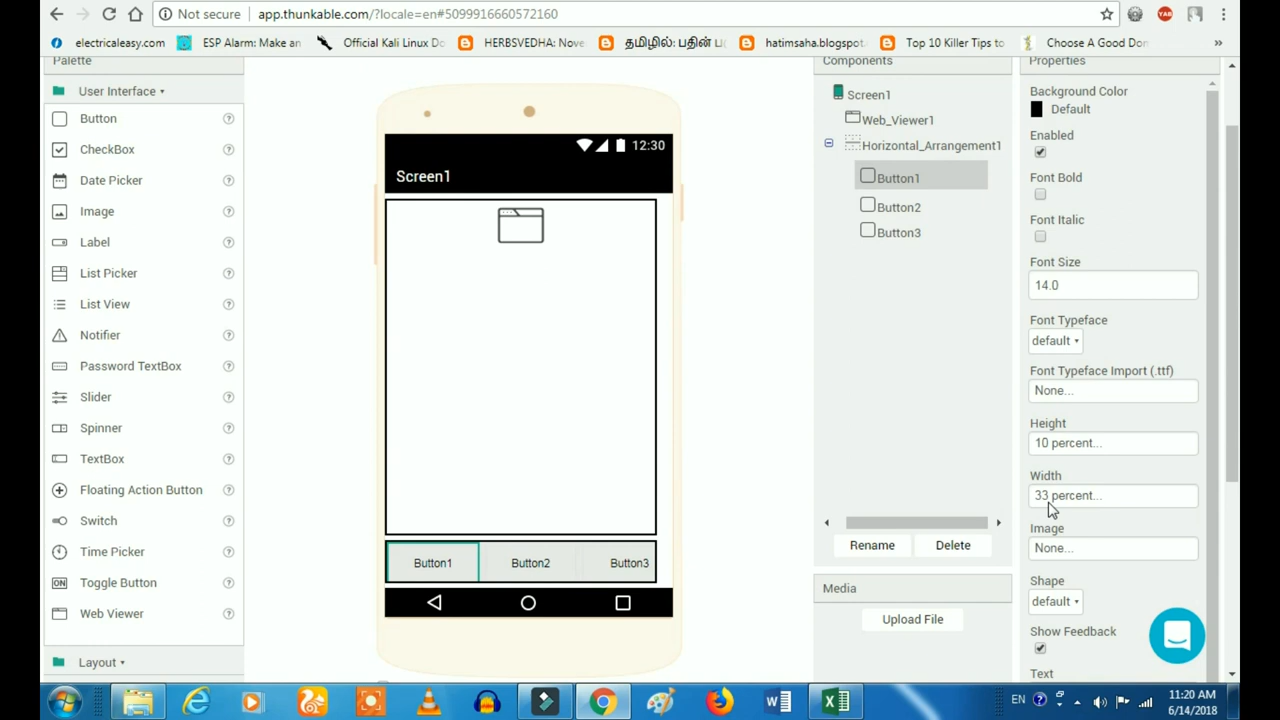 Not secure app.thunkable.com/?locale=en#5099916660572160
electricaleasy.com ESP Alarm: Make an Official Kali Linux Do HERBSVEDHA: Nove தமிழில்: பதின் ப hatimsaha.blogspot. Top 10 Killer Tips to Choose A Good Don »
Palette
User Interface
Button
CheckBox
Date Picker
Image
Label
List Picker
List View
Notifier
Password TextBox
Slider
Spinner
TextBox
Floating Action Button
Switch
Time Picker
ON Toggle Button
Web Viewer
Layout
12:30
Screen1
Button1 Button2 Button3
Components
Screen1
Web_Viewer1
Horizontal_Arrangement1
Button1
Button2
Button3
Rename Delete
Media
Upload File
Properties
Background Color
Default
Enabled
Font Bold
Font Italic
Font Size
14.0
Font Typeface
default
Font Typeface Import (.ttf)
None...
Height
10 percent...
Width
33 percent...
Image
None...
Shape
default
Show Feedback
Text
EN 11:20 AM
6/14/2018